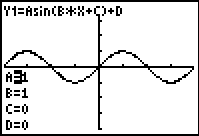 Y1=Asin(B*X+C)+D
A=1
B=1
C=0
D=0